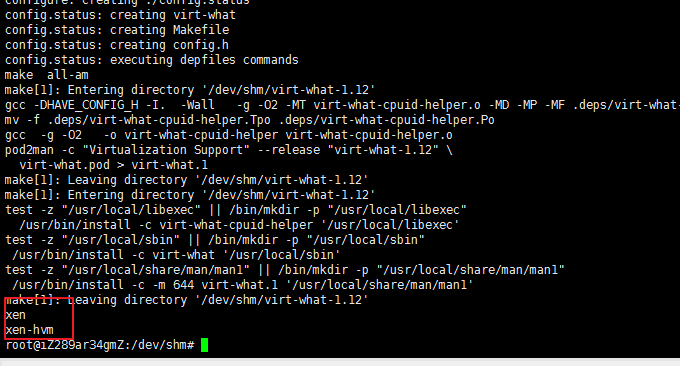 configure: creating ./config.status
config.status: creating virt-what
config.status: creating Makefile
config.status: creating config.h
config.status: executing depfiles commands
make  all-am
make[1]: Entering directory '/dev/shm/virt-what-1.12'
gcc -DHAVE_CONFIG_H -I.  -Wall   -g -O2 -MT virt-what-cpuid-helper.o -MD -MP -MF .deps/virt-what-
mv -f .deps/virt-what-cpuid-helper.Tpo .deps/virt-what-cpuid-helper.Po
gcc  -g -O2   -o virt-what-cpuid-helper virt-what-cpuid-helper.o
pod2man -c "Virtualization Support" --release "virt-what-1.12" \
  virt-what.pod > virt-what.1
make[1]: Leaving directory '/dev/shm/virt-what-1.12'
make[1]: Entering directory '/dev/shm/virt-what-1.12'
test -z "/usr/local/libexec" || /bin/mkdir -p "/usr/local/libexec"
  /usr/bin/install -c virt-what-cpuid-helper '/usr/local/libexec'
test -z "/usr/local/sbin" || /bin/mkdir -p "/usr/local/sbin"
 /usr/bin/install -c virt-what '/usr/local/sbin'
test -z "/usr/local/share/man/man1" || /bin/mkdir -p "/usr/local/share/man/man1"
 /usr/bin/install -c -m 644 virt-what.1 '/usr/local/share/man/man1'
make[1]: Leaving directory '/dev/shm/virt-what-1.12'
xen
xen-hvm
root@iZ289ar34gmZ:/dev/shm#